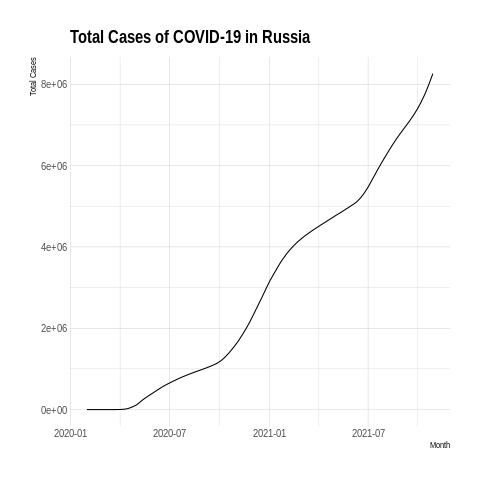 Total Cases of COVID-19 in Russia
Total Cases
8e+06
6e+06
4e+06
2e+06
0e+00
2020-01 2020-07 2021-01 2021-07
Month